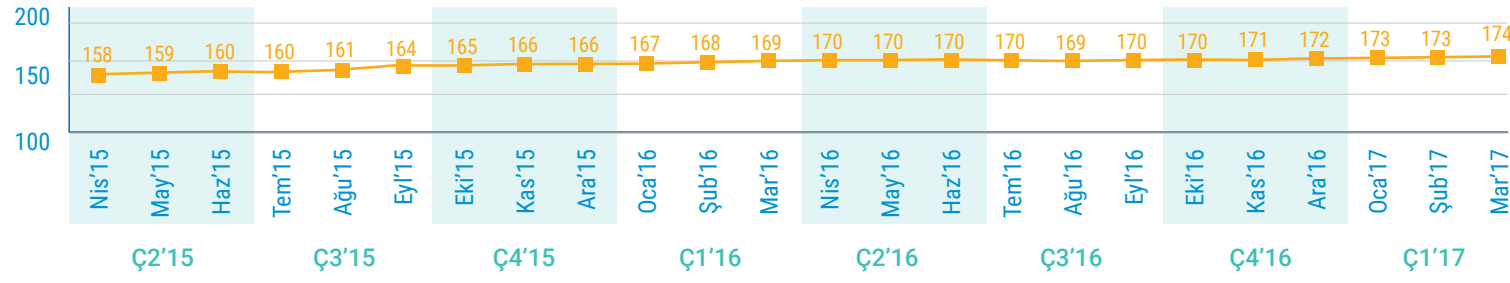 200
150
100
158 159 160 160 161 164 165 166 166 167 168 169 170 170 170 170 169 170 170 171 172 173 173 174
Nis'15 May'15 Haz'15 Tem'15 Ağu'15 Eyl'15 Eki'15 Kas'15 Ara'15 Oca'16 Şub'16 Mar'16 Nis'16 May'16 Haz'16 Tem'16 Ağu'16 Eyl'16 Eki'16 Kas'16 Ara'16 Oca'17 Şub'17 Mar'17
Ç2'15 Ç3'15 Ç4'15 Ç1'16 Ç2'16 Ç3'16 Ç4'16 Ç1'17